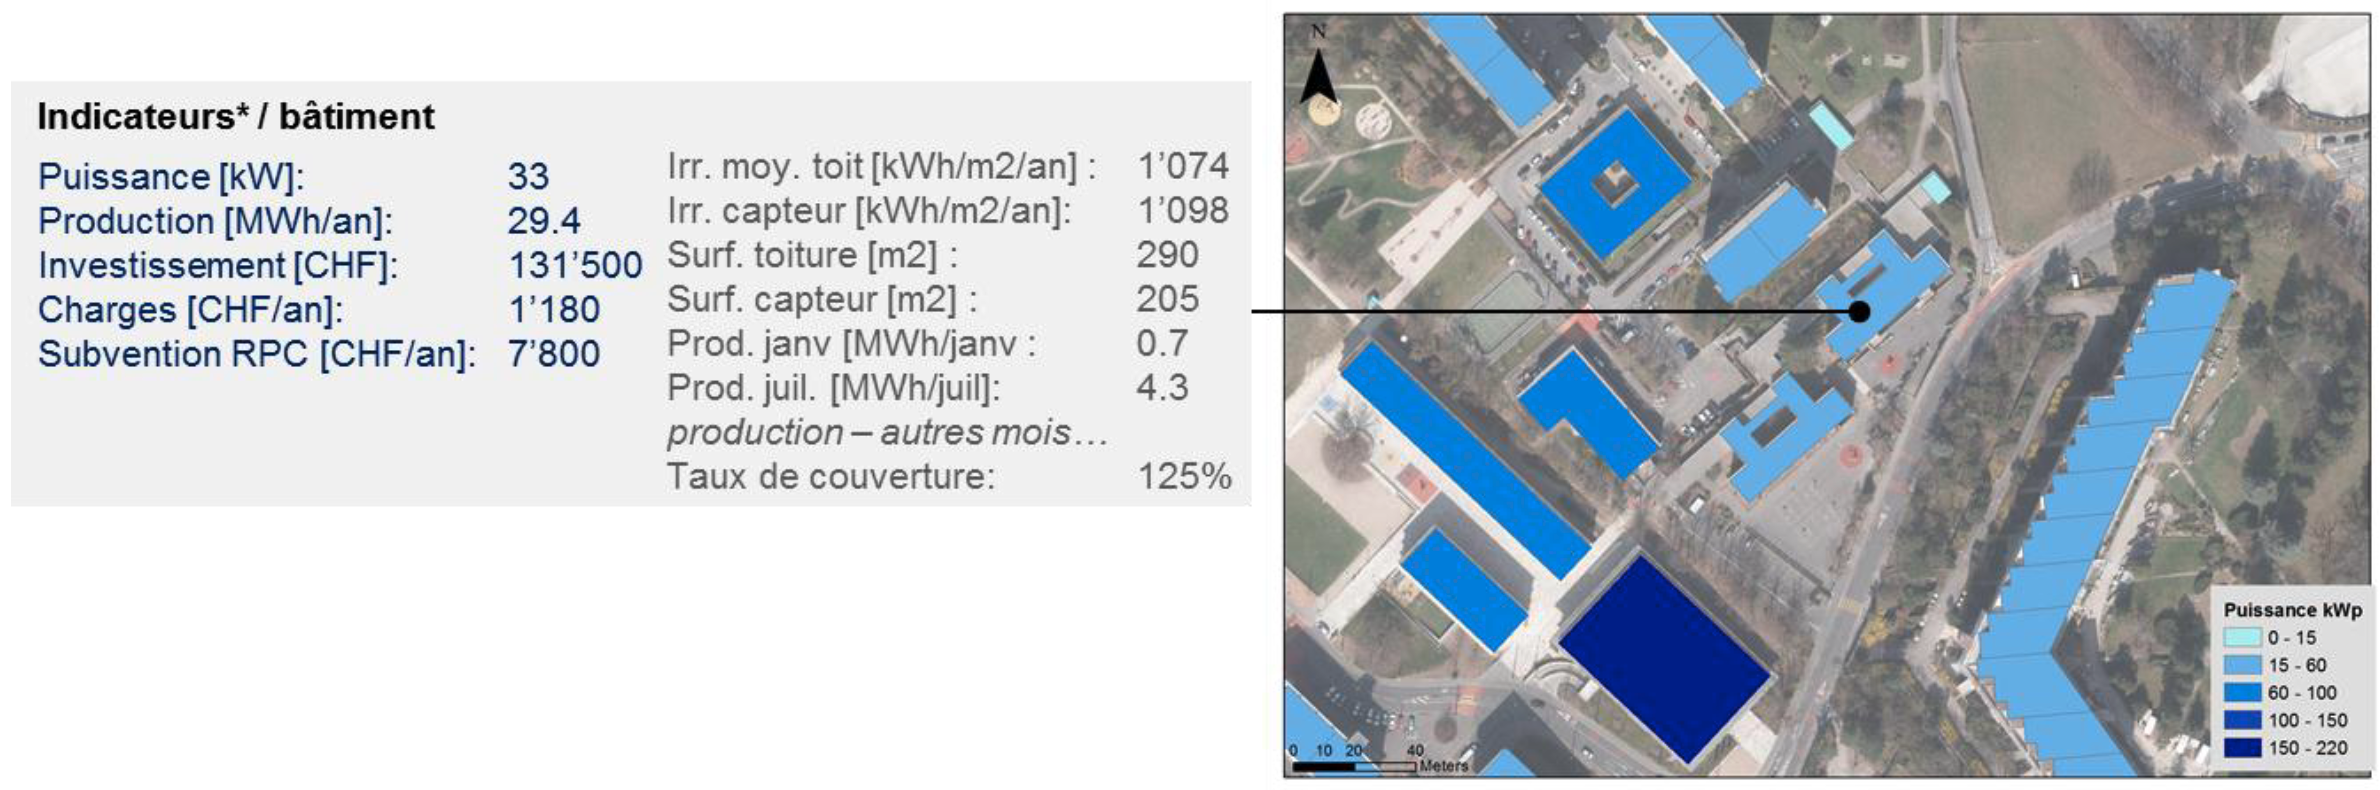 Indicateurs* / bâtiment
Puissance [kW]: 33
Production [MWh/an]: 29.4
Investissement [CHF]: 131’500
Charges [CHF/an]: 1’180
Subvention RPC [CHF/an]: 7’800
Irr. moy. toit [kWh/m2/an] : 1’074
Irr. capteur [kWh/m2/an]: 1’098
Surf. toiture [m2] : 290
Surf. capteur [m2] : 205
Prod. janv [MWh/janv : 0.7
Prod. juil. [MWh/juil]: 4.3
production – autres mois…
Taux de couverture: 125%
N
0 10 20 40
Meters
Puissance kWp
0 - 15
15 - 60
60 - 100
100 - 150
150 - 220